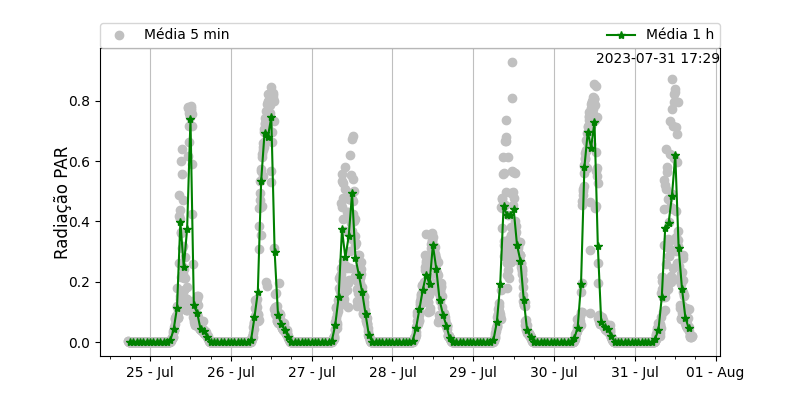 Média 5 min
Média 1 h
2023-07-31 17:29
Radiação PAR
0.8
0.6
0.4
0.2
0.0
25 - Jul
26 - Jul
27 - Jul
28 - Jul
29 - Jul
30 - Jul
31 - Jul
01 - Aug